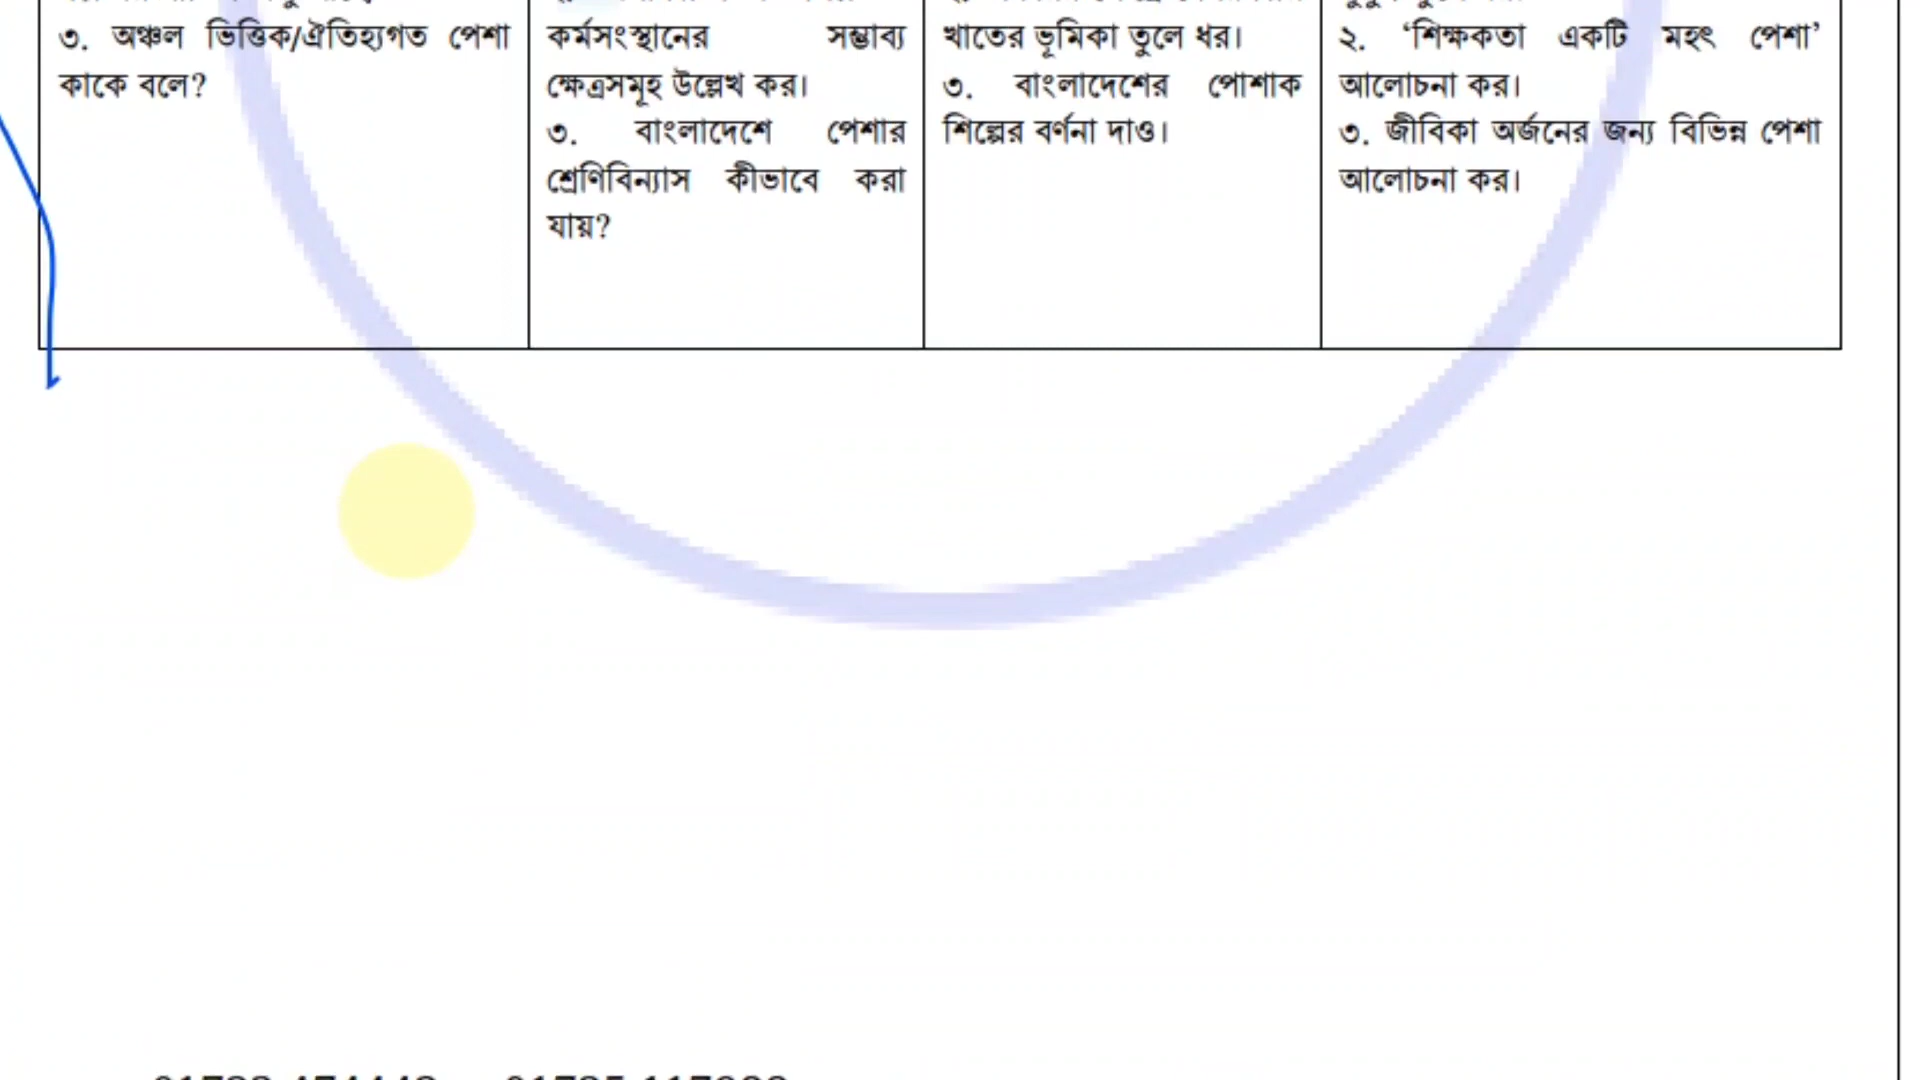 ৩. অঞ্চল ভিত্তিক/ঐতিহ্যগত পেশা
কাকে বলে?
কর্মসংস্থানের সম্ভাব্য
ক্ষেত্রসমূহ উল্লেখ কর।
৩. বাংলাদেশে পেশার
শ্রেণিবিন্যাস কীভাবে করা
যায়?
খাতের ভূমিকা তুলে ধর।
৩. বাংলাদেশের পোশাক
শিল্পের বর্ণনা দাও।
২. ‘শিক্ষকতা একটি মহৎ পেশা’
আলোচনা কর।
৩. জীবিকা অর্জনের জন্য বিভিন্ন পেশা
আলোচনা কর।